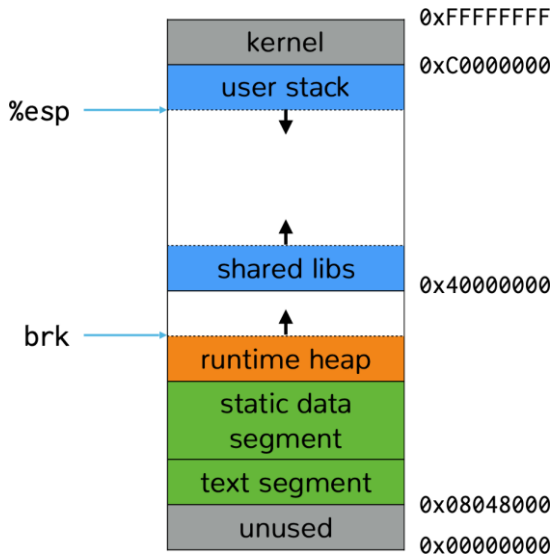 0xFFFFFFFF
kernel
0xC0000000
user stack
%esp
shared libs
0x40000000
brk
runtime heap
static data
segment
text segment
0x08048000
unused
0x00000000